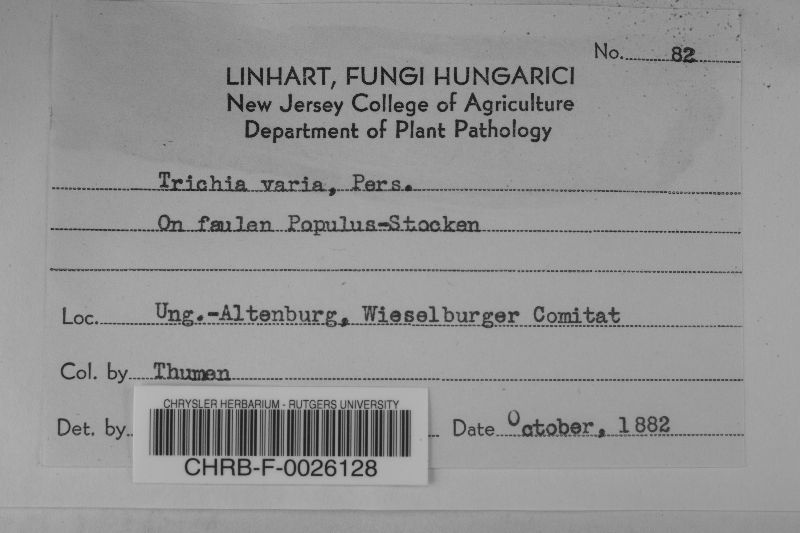 No. 82
LINHART, FUNGI HUNGARICI
New Jersey College of Agriculture
Department of Plant Pathology
Trichia varia, Pers.
On faulen Populus-Stocken
Loc. Ung.-Altenburg, Wieselburger Comitat
Col. by Thumen
Det. by Date October, 1882
CHRYSLER HERBARIUM - RUTGERS UNIVERSITY
CHRB-F-0026128